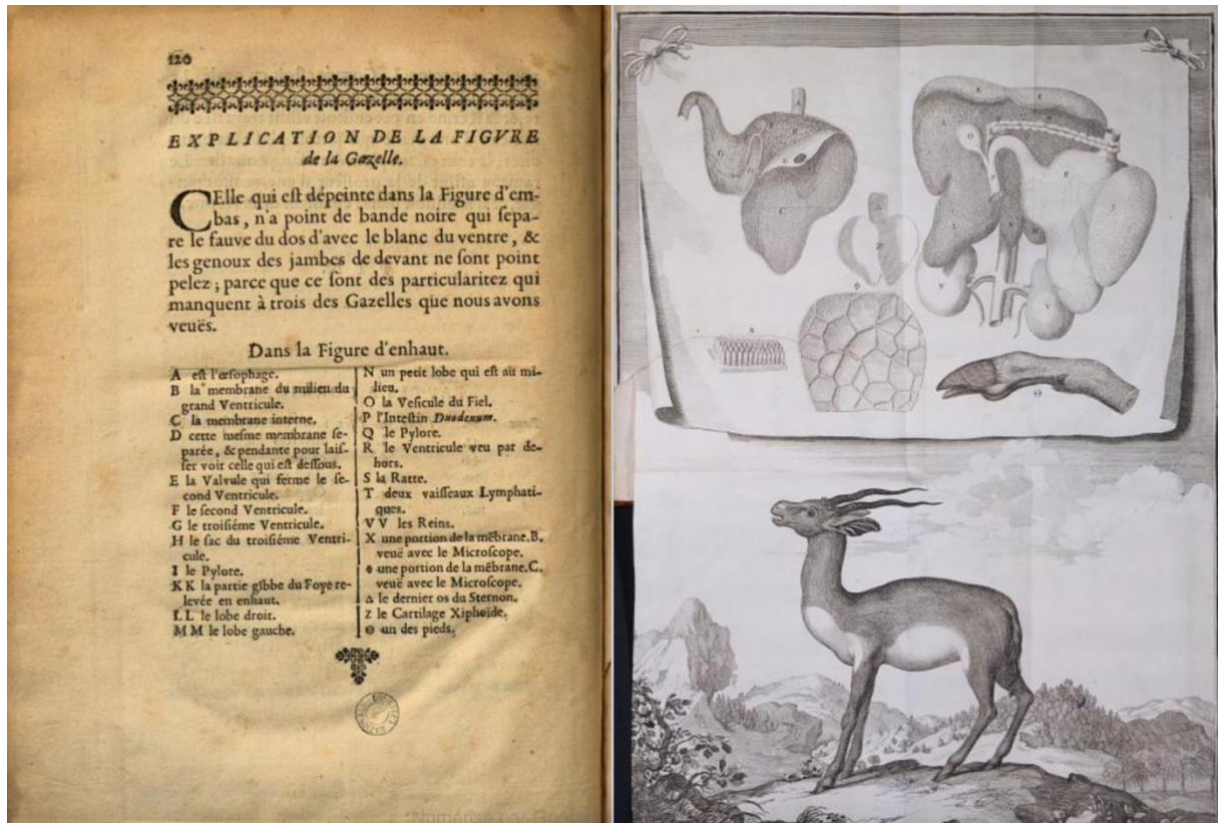 120
EXPLICATION DE LA FIGVRE
de la Gazelle.
CElle qui eſt dépeinte dans la Figure d'em-
bas, n'a point de bande noire qui ſepa-
re le fauve du dos d'avec le blanc du ventre, &
les genoux des jambes de devant ne ſont point
pelez; parce que ce ſont des particularitez qui
manquent à trois des Gazelles que nous avons
veuës.
Dans la Figure d'enhaut.
A eſt l'œſophage.
B la membrane du milieu du
grand Ventricule.
C la membrane interne.
D cette meſme membrane ſe-
parée, & pendante pour laiſ-
ſer voir celle qui eſt deſſous.
E la Valvule qui ferme le ſe-
cond Ventricule.
F le ſecond Ventricule.
G le troiſiéme Ventricule.
H le ſac du troiſiéme Ventri-
cule.
I le Pylore.
KK la partie gibbe du Foye re-
levée en enhaut.
LL le lobe droit.
MM le lobe gauche.
N un petit lobe qui eſt au mi-
lieu.
O la Veſicule du Fiel.
P l'Inteſtin Duodenum.
Q le Pylore.
R le Ventricule veu par de-
hors.
S la Ratte.
T deux vaiſſeaux Lymphati-
ques.
VV les Reins.
X une portion de la mēbrane.B.
veuë avec le Microſcope.
ɸ une portion de la mēbrane.C.
veuë avec le Microſcope.
Δ le dernier os du Sternon.
Z le Cartilage Xiphoïde.
Θ un des pieds.